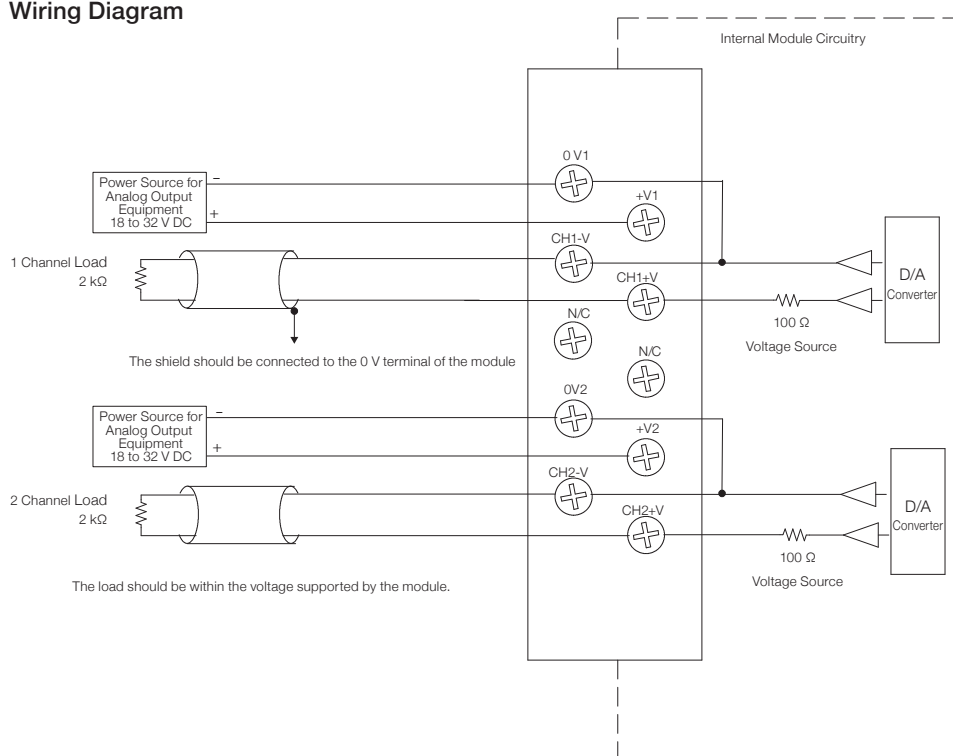 Wiring Diagram
Internal Module Circuitry
0 V1
Power Source for
Analog Output
Equipment
18 to 32 V DC
−
+
+V1
CH1-V
1 Channel Load
2 kΩ
CH1+V
D/A
Converter
100 Ω
Voltage Source
N/C
The shield should be connected to the 0 V terminal of the module
N/C
0V2
Power Source for
Analog Output
Equipment
18 to 32 V DC
−
+
+V2
CH2-V
2 Channel Load
2 kΩ
CH2+V
D/A
Converter
100 Ω
Voltage Source
The load should be within the voltage supported by the module.